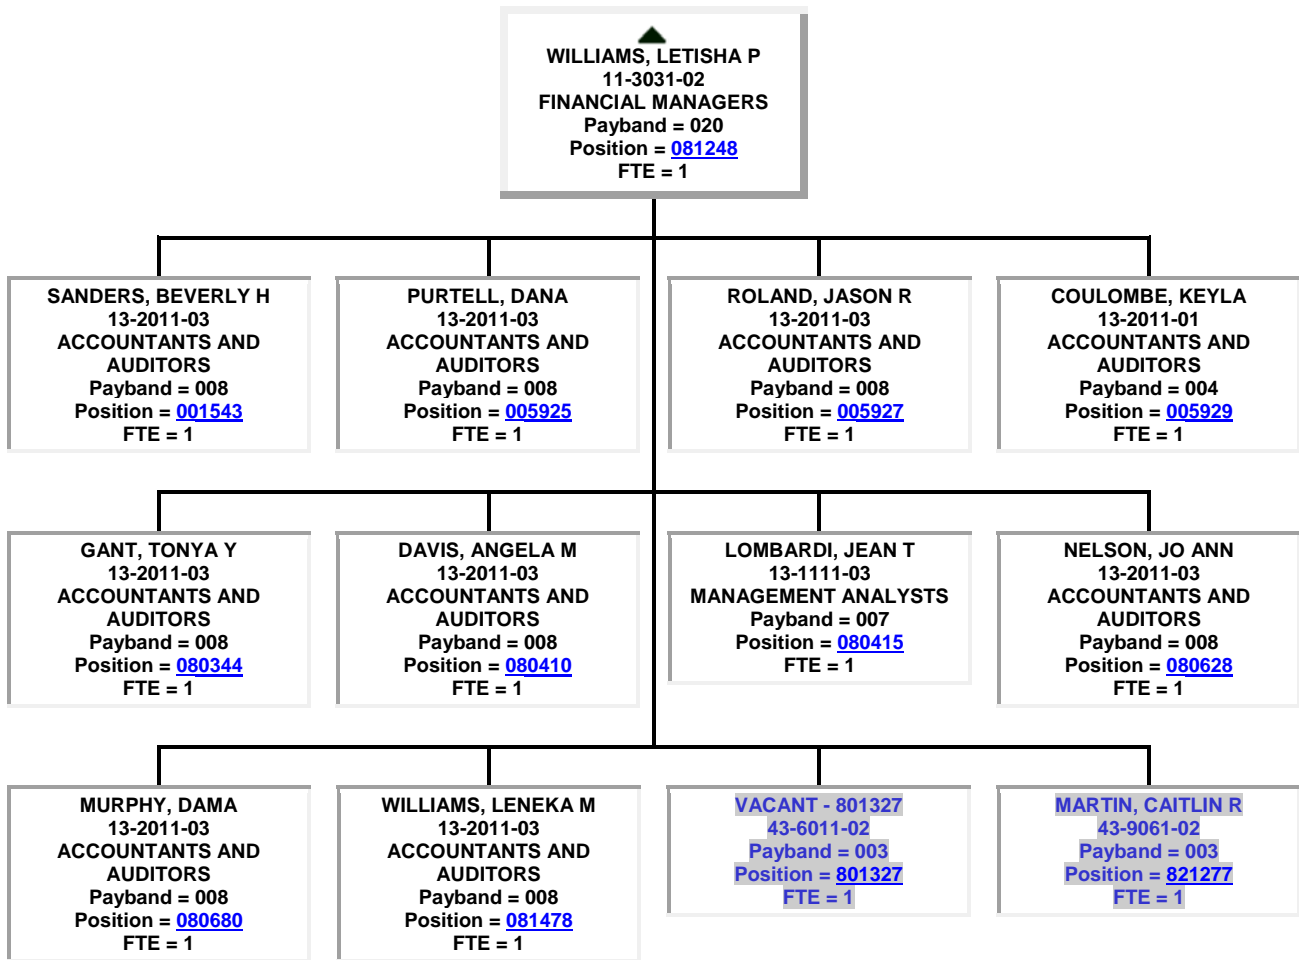 WILLIAMS, LETISHA P
11-3031-02
FINANCIAL MANAGERS
Payband = 020
Position = 081248
FTE = 1
SANDERS, BEVERLY H
13-2011-03
ACCOUNTANTS AND
AUDITORS
Payband = 008
Position = 001543
FTE = 1
PURTELL, DANA
13-2011-03
ACCOUNTANTS AND
AUDITORS
Payband = 008
Position = 005925
FTE = 1
ROLAND, JASON R
13-2011-03
ACCOUNTANTS AND
AUDITORS
Payband = 008
Position = 005927
FTE = 1
COULOMBE, KEYLA
13-2011-01
ACCOUNTANTS AND
AUDITORS
Payband = 004
Position = 005929
FTE = 1
GANT, TONYA Y
13-2011-03
ACCOUNTANTS AND
AUDITORS
Payband = 008
Position = 080344
FTE = 1
DAVIS, ANGELA M
13-2011-03
ACCOUNTANTS AND
AUDITORS
Payband = 008
Position = 080410
FTE = 1
LOMBARDI, JEAN T
13-1111-03
MANAGEMENT ANALYSTS
Payband = 007
Position = 080415
FTE = 1
NELSON, JO ANN
13-2011-03
ACCOUNTANTS AND
AUDITORS
Payband = 008
Position = 080628
FTE = 1
MURPHY, DAMA
13-2011-03
ACCOUNTANTS AND
AUDITORS
Payband = 008
Position = 080680
FTE = 1
WILLIAMS, LENEKA M
13-2011-03
ACCOUNTANTS AND
AUDITORS
Payband = 008
Position = 081478
FTE = 1
VACANT - 801327
43-6011-02
Payband = 003
Position = 801327
FTE = 1
MARTIN, CAITLIN R
43-9061-02
Payband = 003
Position = 821277
FTE = 1